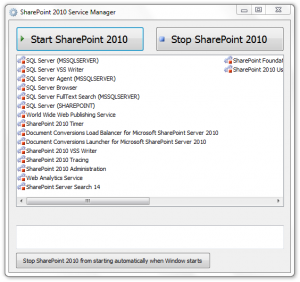 SharePoint 2010 Service Manager
Start SharePoint 2010
Stop SharePoint 2010
SQL Server (MSSQLSERVER)
SQL Server VSS Writer
SQL Server Agent (MSSQLSERVER)
SQL Server Browser
SQL Server FullText Search (MSSQLSERVER)
SQL Server (SHAREPOINT)
World Wide Web Publishing Service
SharePoint 2010 Timer
Document Conversions Load Balancer for Microsoft SharePoint Server 2010
Document Conversions Launcher for Microsoft SharePoint Server 2010
SharePoint 2010 VSS Writer
SharePoint 2010 Tracing
SharePoint 2010 Administration
Web Analytics Service
SharePoint Server Search 14
SharePoint Foundat
SharePoint 2010 Us
Stop SharePoint 2010 from starting automatically when Window starts